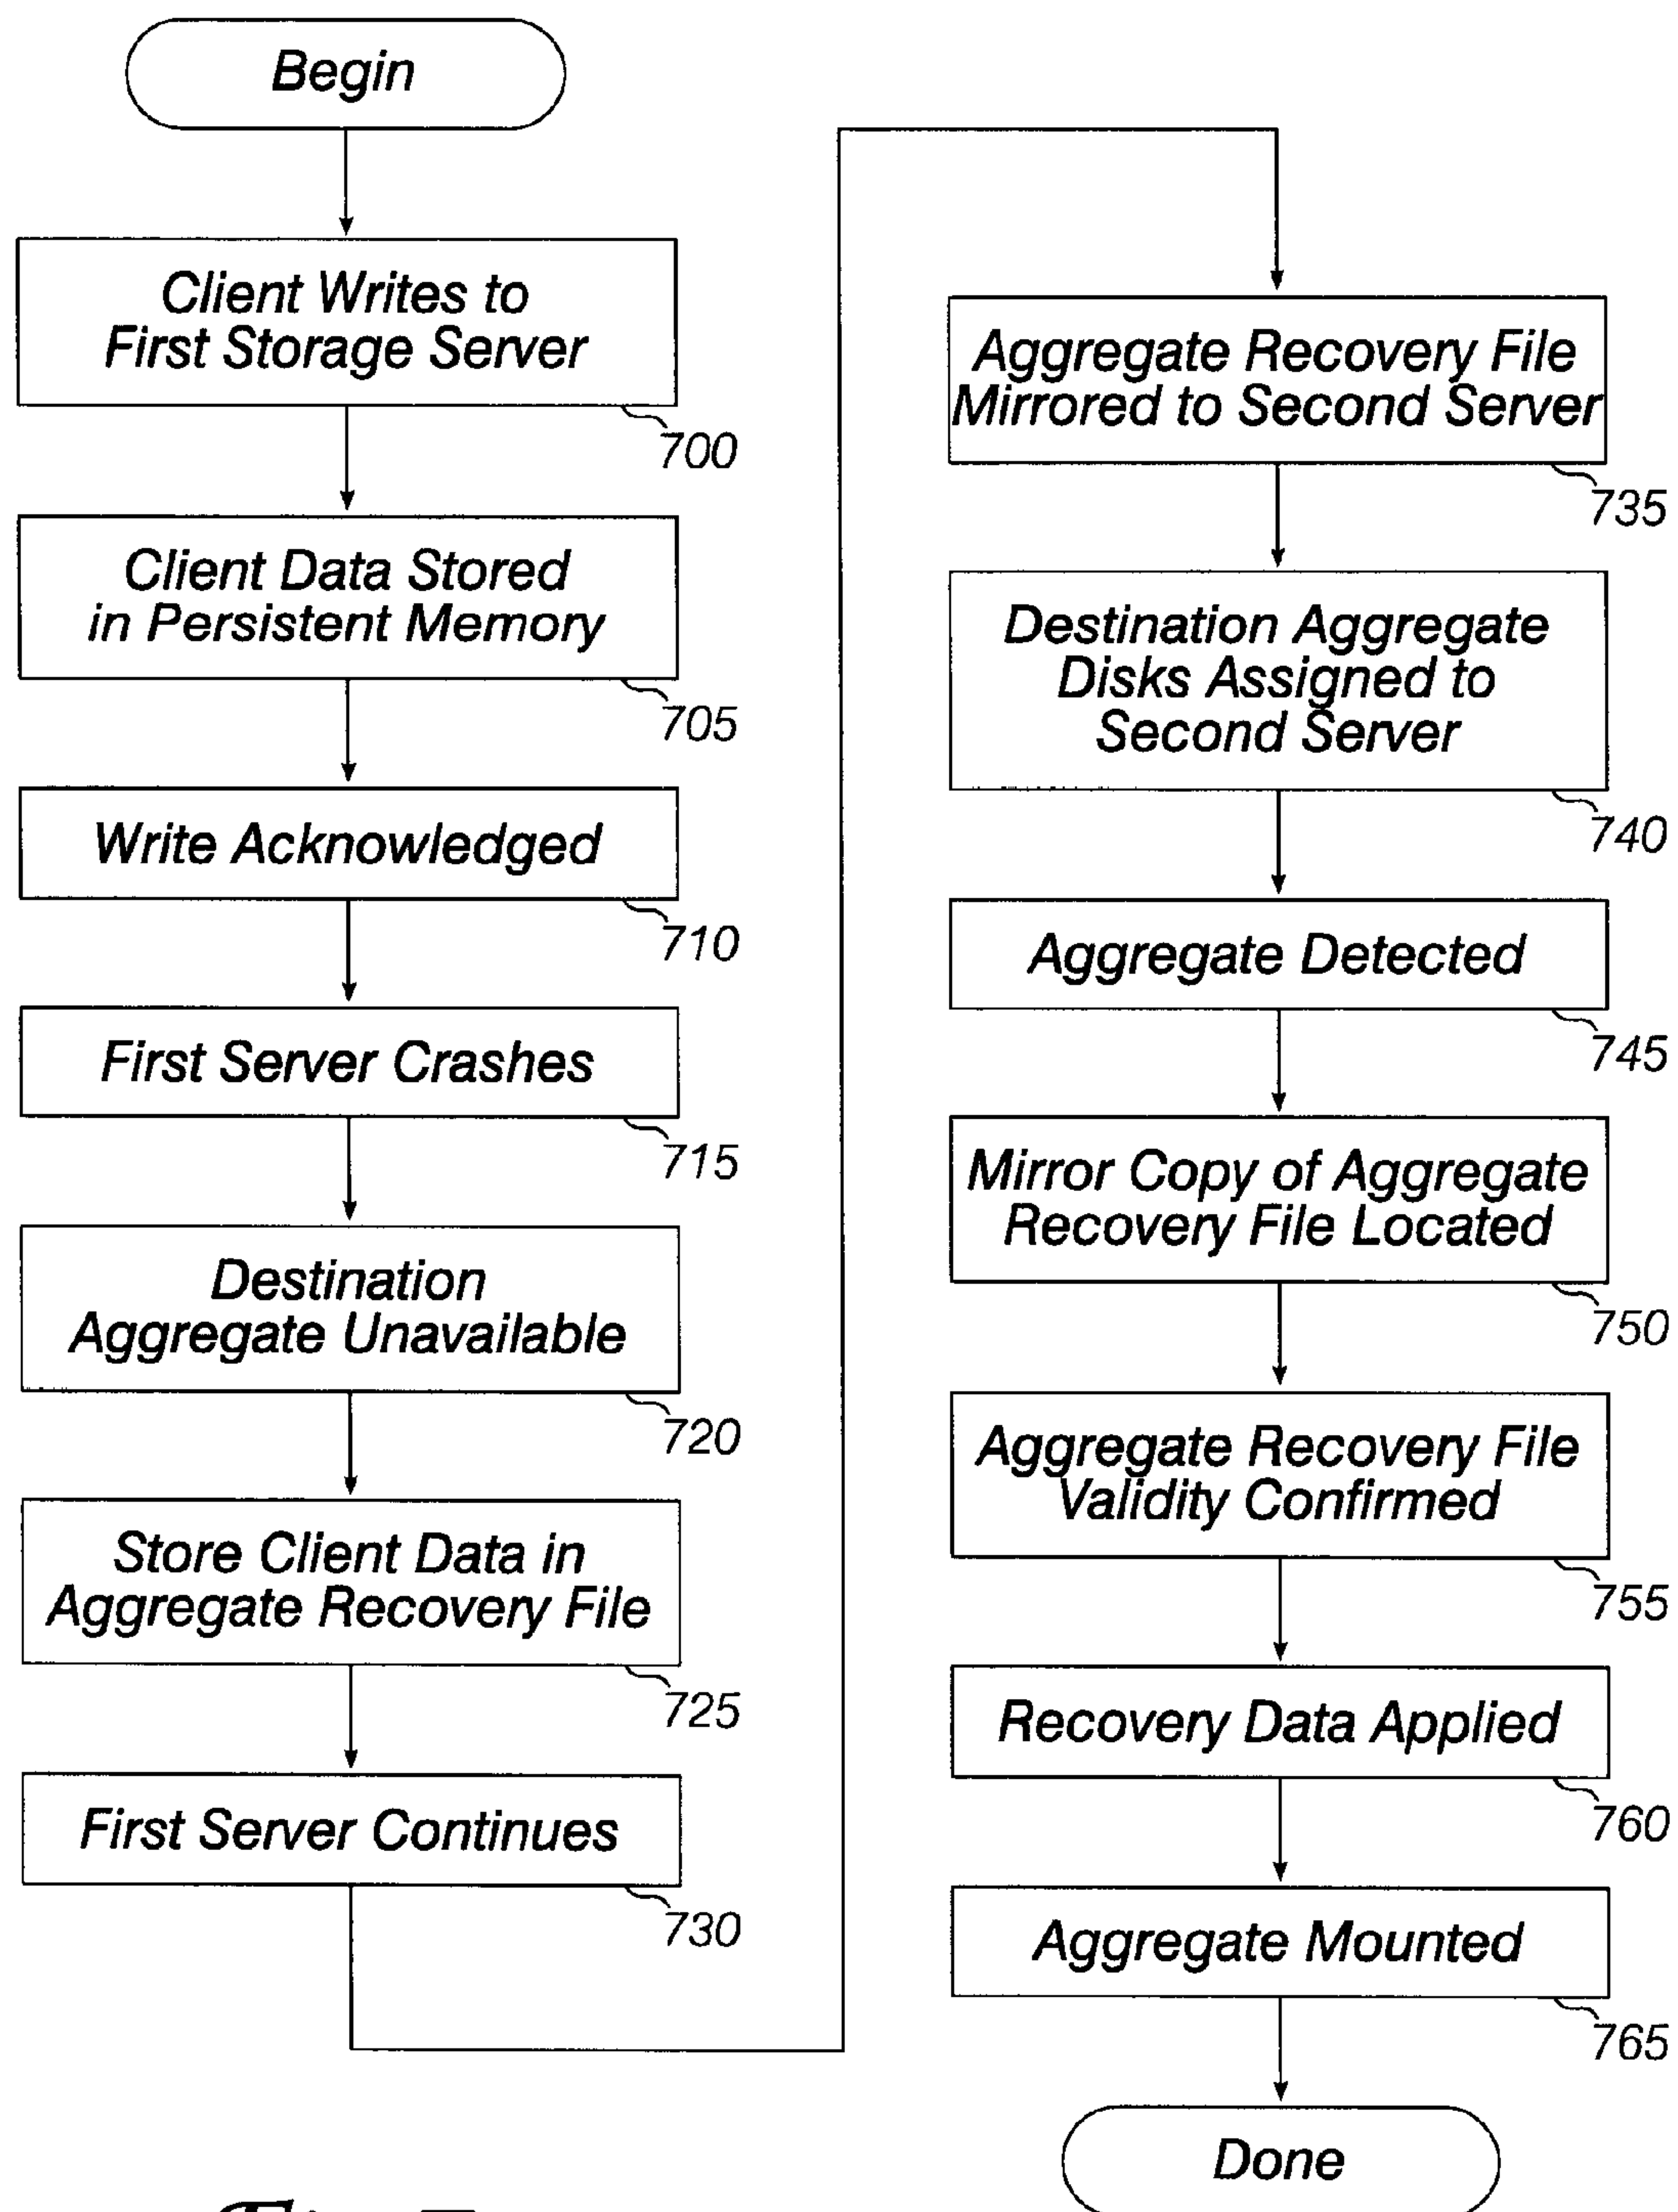 Begin
Client Writes to
First Storage Server
700
Client Data Stored
in Persistent Memory
705
Write Acknowledged
710
First Server Crashes
715
Destination
Aggregate Unavailable
720
Store Client Data in
Aggregate Recovery File
725
First Server Continues
730
Aggregate Recovery File
Mirrored to Second Server
735
Destination Aggregate
Disks Assigned to
Second Server
740
Aggregate Detected
745
Mirror Copy of Aggregate
Recovery File Located
750
Aggregate Recovery File
Validity Confirmed
755
Recovery Data Applied
760
Aggregate Mounted
765
Done